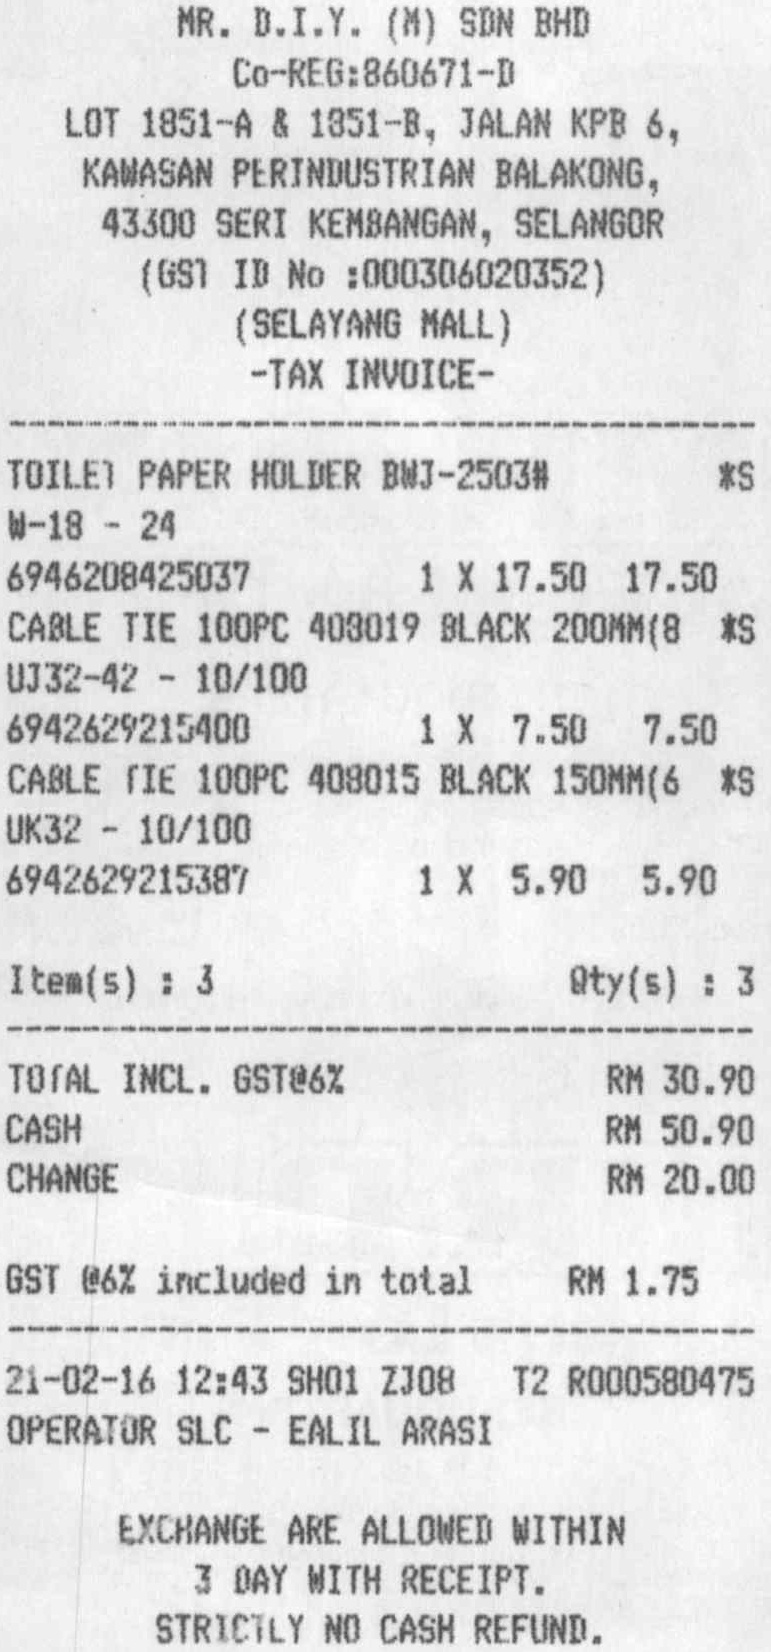 MR. D.I.Y. (M) SDN BHD
Co-REG:860671-D
LOT 1851-A & 1851-B, JALAN KPB 6,
KAWASAN PERINDUSTRIAN BALAKONG,
43300 SERI KEMBANGAN, SELANGOR
(GST ID No :000306020352)
(SELAYANG MALL)
-TAX INVOICE-
TOILET PAPER HOLDER BWJ-2503# *S
W-18 - 24
6946208425037 1 X 17.50 17.50
CABLE TIE 100PC 408019 BLACK 200MM(8 *S
UJ32-42 - 10/100
6942629215400 1 X 7.50 7.50
CABLE TIE 100PC 408015 BLACK 150MM(6 *S
UK32 - 10/100
6942629215387 1 X 5.90 5.90
Item(s) : 3 Qty(s) : 3
TOTAL INCL. GST@6% RM 30.90
CASH RM 50.90
CHANGE RM 20.00
GST @6% included in total RM 1.75
21-02-16 12:43 SH01 ZJ08 T2 R000580475
OPERATOR SLC - EALIL ARASI
EXCHANGE ARE ALLOWED WITHIN
3 DAY WITH RECEIPT.
STRICTLY NO CASH REFUND.